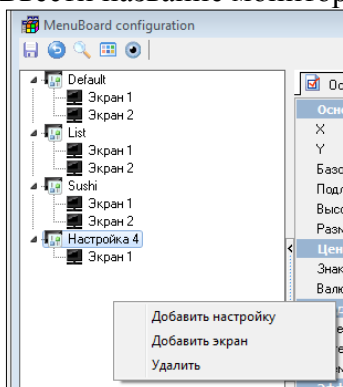 MenuBoard configuration
Default
Экран 1
Экран 2
List
Экран 1
Экран 2
Sushi
Экран 1
Экран 2
Настройка 4
Экран 1
Добавить настройку
Добавить экран
Удалить
X
Y